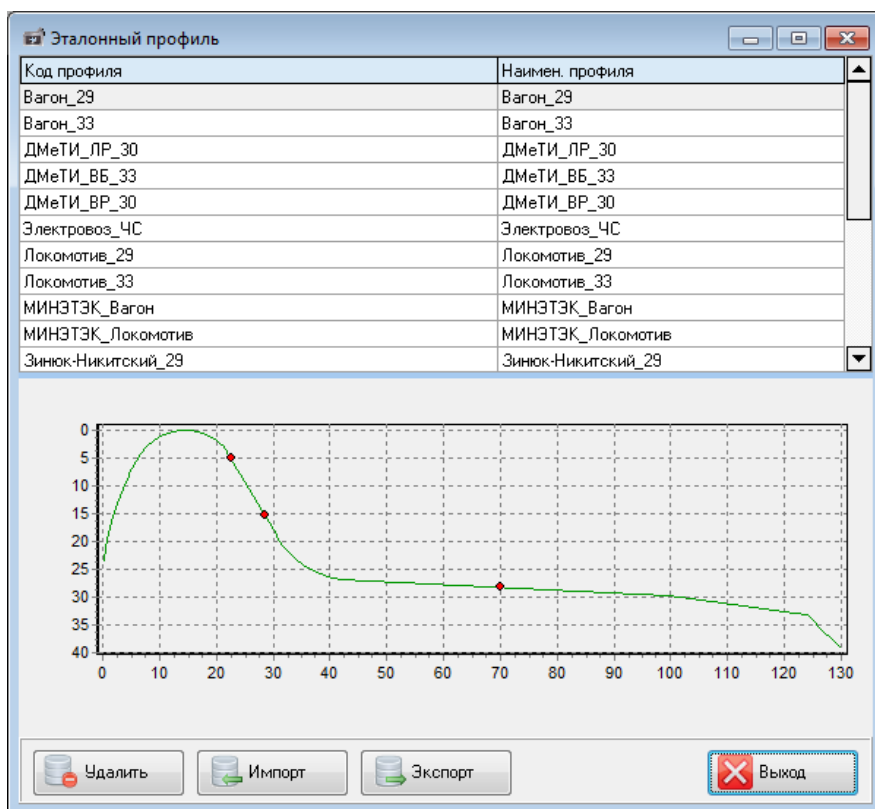 Эталонный профиль
Код профиля Наимен. профиля
Вагон_29 Вагон_29
Вагон_33 Вагон_33
ДМеТИ_ЛР_30 ДМеТИ_ЛР_30
ДМеТИ_ВБ_33 ДМеТИ_ВБ_33
ДМеТИ_ВР_30 ДМеТИ_ВР_30
Электровоз_ЧС Электровоз_ЧС
Локомотив_29 Локомотив_29
Локомотив_33 Локомотив_33
МИНЭТЭК_Вагон МИНЭТЭК_Вагон
МИНЭТЭК_Локомотив МИНЭТЭК_Локомотив
Зинюк-Никитский_29 Зинюк-Никитский_29
0
5
10
15
20
25
30
35
40
0 10 20 30 40 50 60 70 80 90 100 110 120 130
Удалить Импорт Экспорт Выход